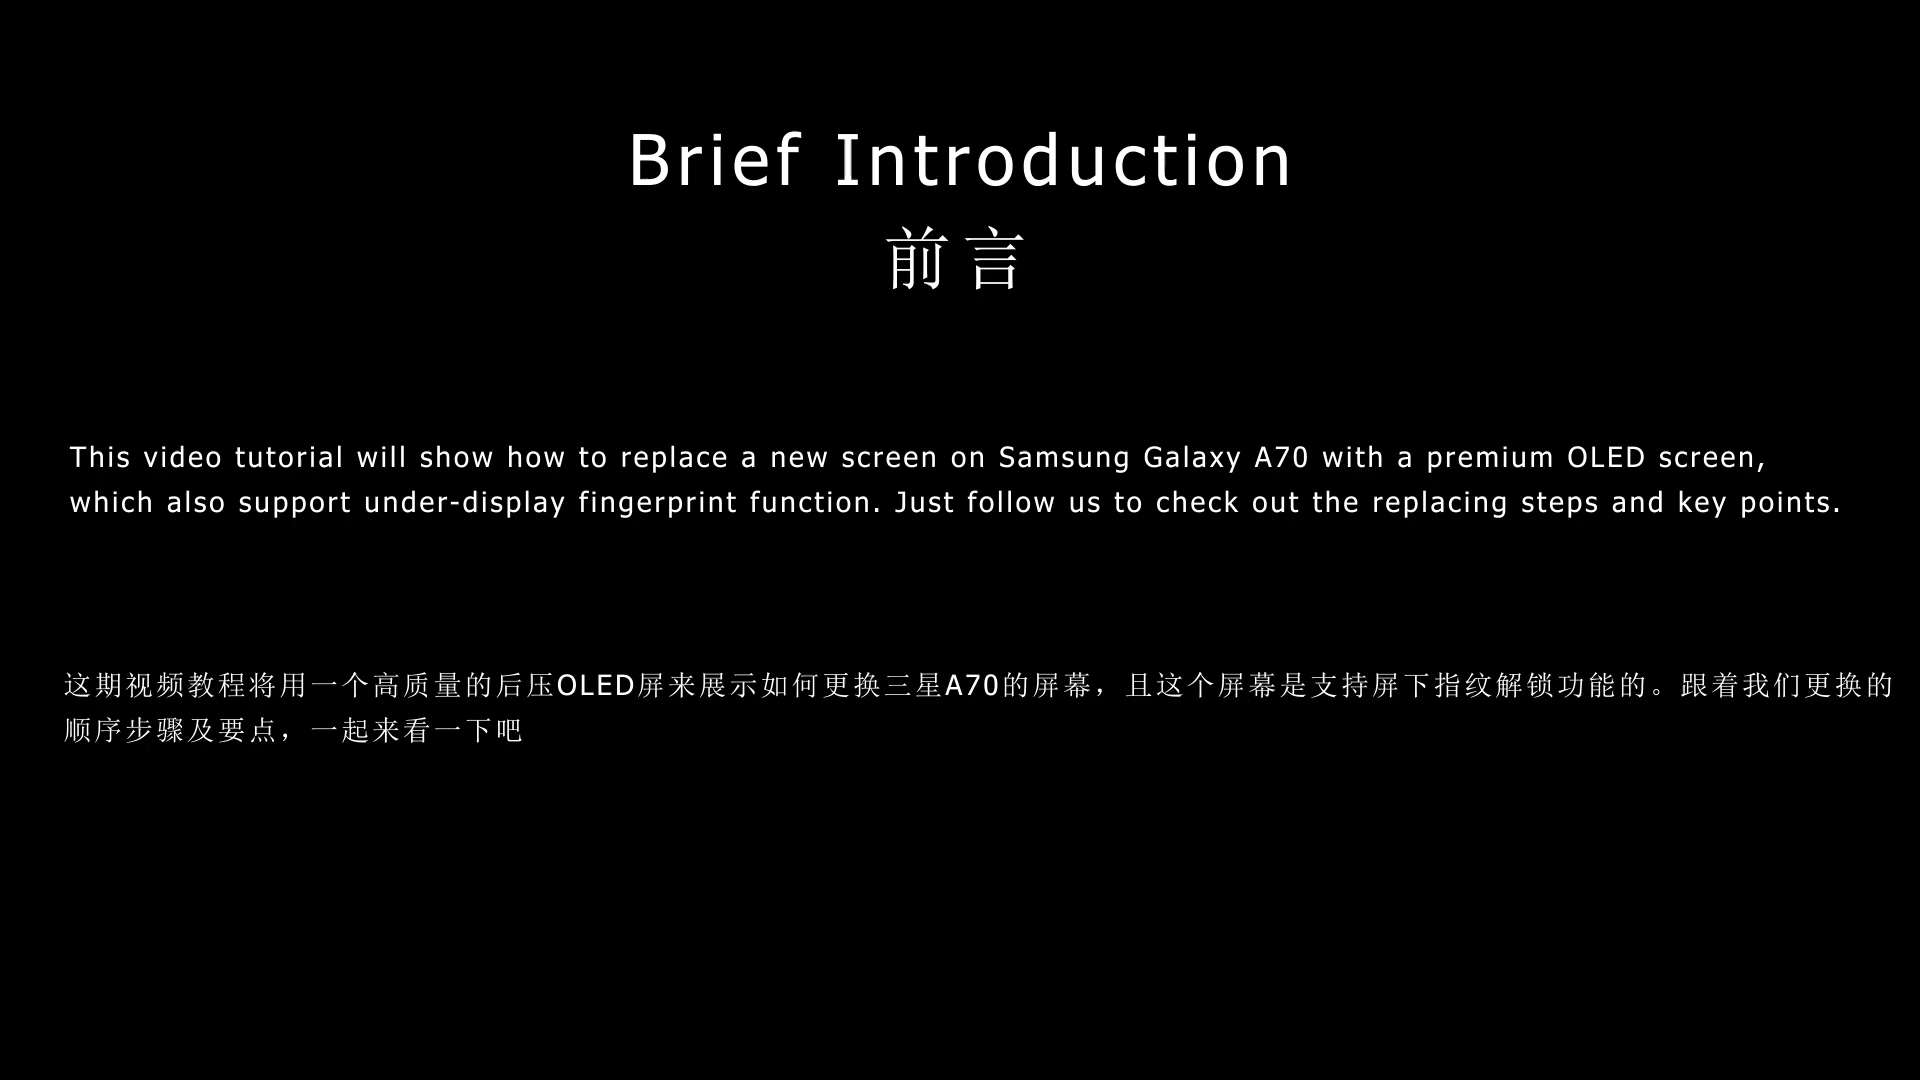 Brief Introduction
前言
This video tutorial will show how to replace a new screen on Samsung Galaxy A70 with a premium OLED screen,
which also support under-display fingerprint function. Just follow us to check out the replacing steps and key points.
这期视频教程将用一个高质量的后压OLED屏来展示如何更换三星A70的屏幕，且这个屏幕是支持屏下指纹解锁功能的。跟着我们更换的
顺序步骤及要点，一起来看一下吧